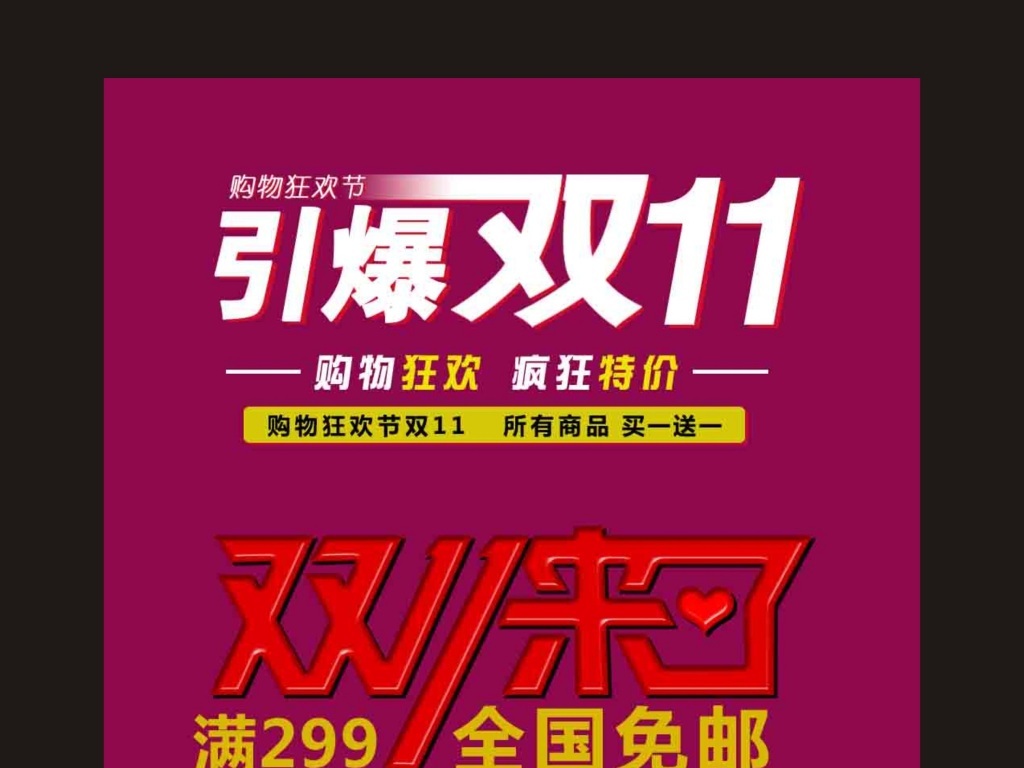 购物狂欢节
引爆双11
购物狂欢 疯狂特价
购物狂欢节双11 所有商品 买一送一
双11来了
满299 全国免邮